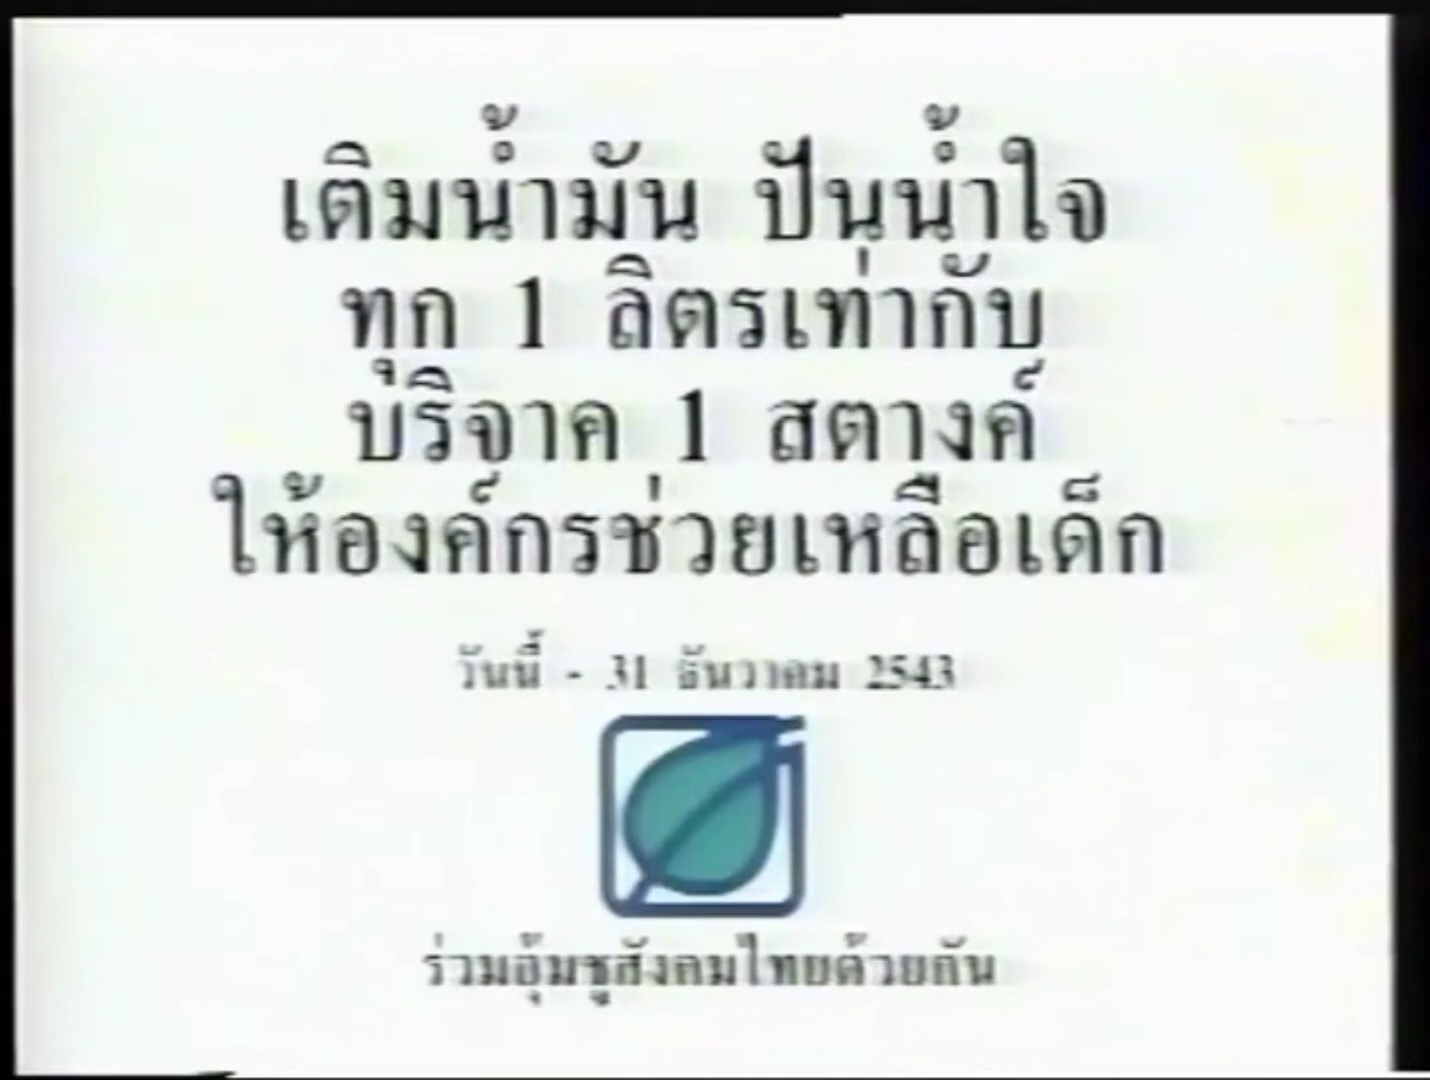 เติมน้ำมัน ปันน้ำใจ
ทุก 1 ลิตรเท่ากับ
บริจาค 1 สตางค์
ให้องค์กรช่วยเหลือเด็ก
วันนี้ - 31 ธันวาคม 2543
ร่วมอุ้มชูสังคมไทยด้วยกัน